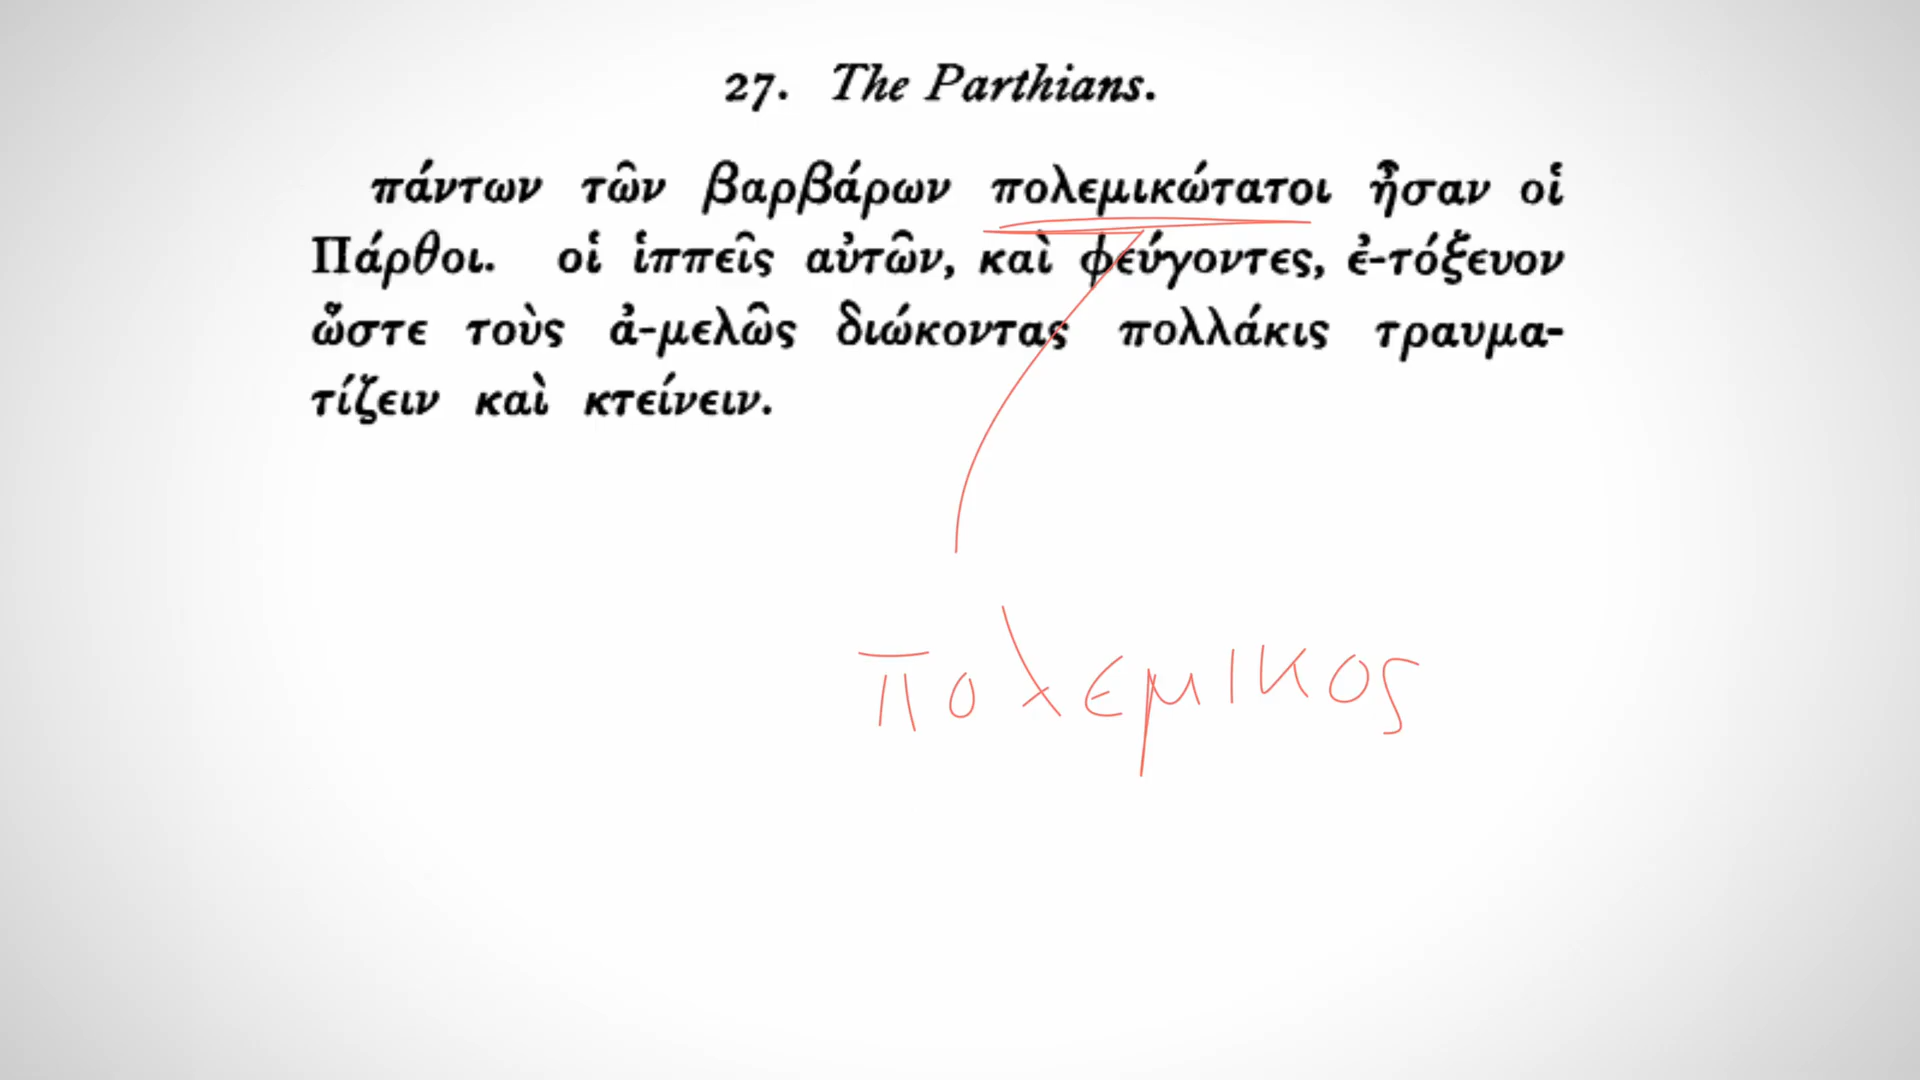 27. The Parthians.
πάντων τῶν βαρβάρων πολεμικώτατοι ἦσαν οἱ
Πάρθοι. οἱ ἱππεῖς αὐτῶν, καὶ φεύγοντες, ἐ-τόξευον
ὥστε τοὺς ἀ-μελῶς διώκοντας πολλάκις τραυμα-
τίζειν καὶ κτείνειν.
πολεμικος